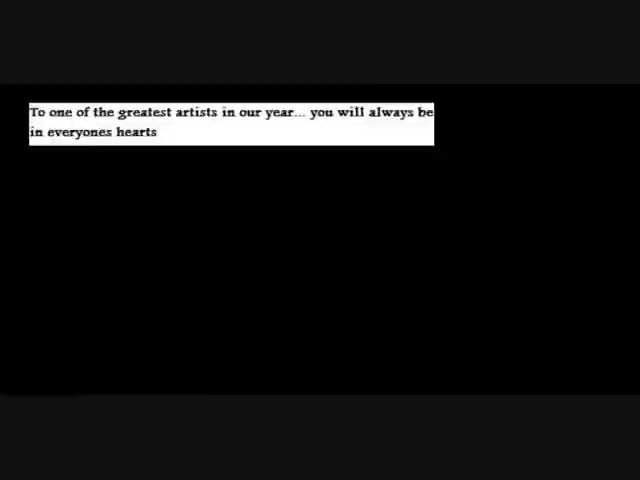 To one of the greatest artists in our year... you will always be
in everyones hearts